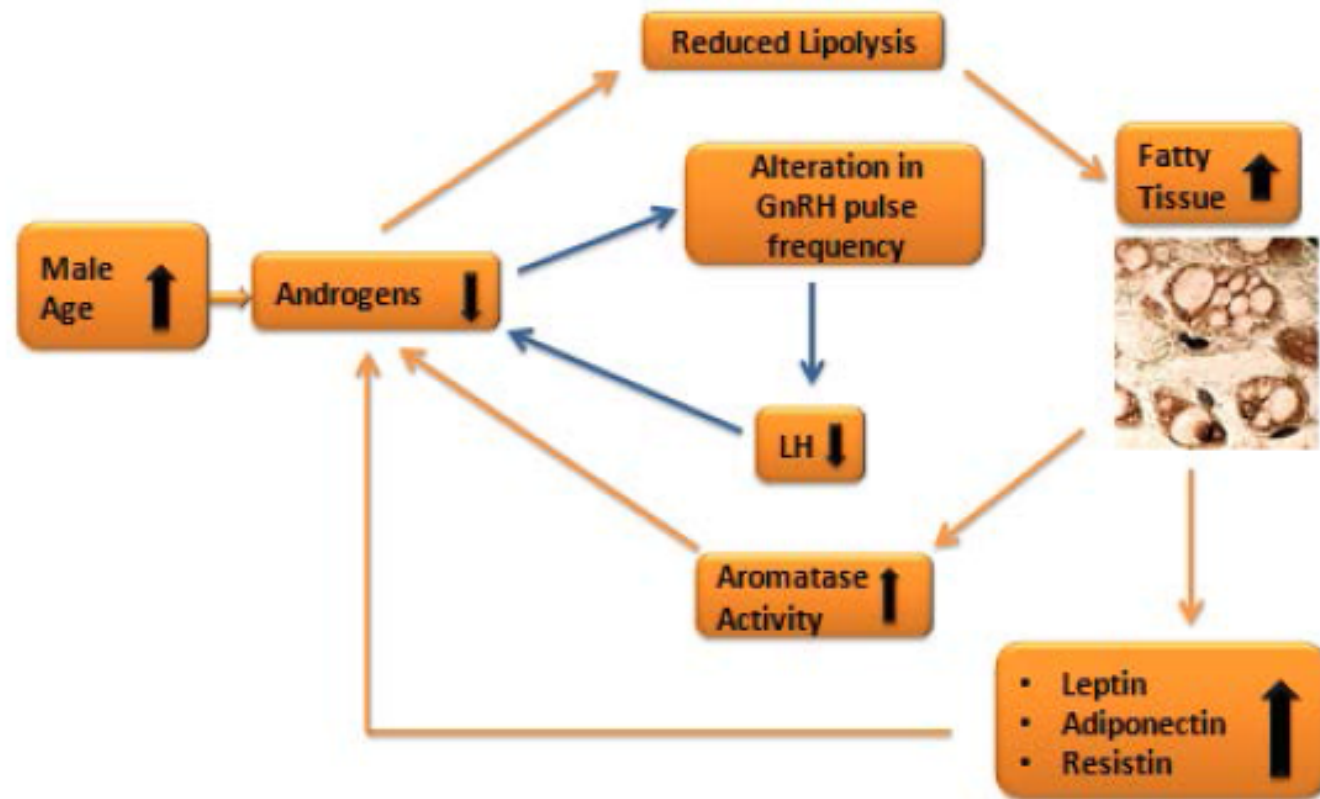 Reduced Lipolysis
Fatty
Tissue
Alteration in
GnRH pulse
frequency
Male
Age
Androgens
LH
Aromatase
Activity
• Leptin
• Adiponectin
• Resistin